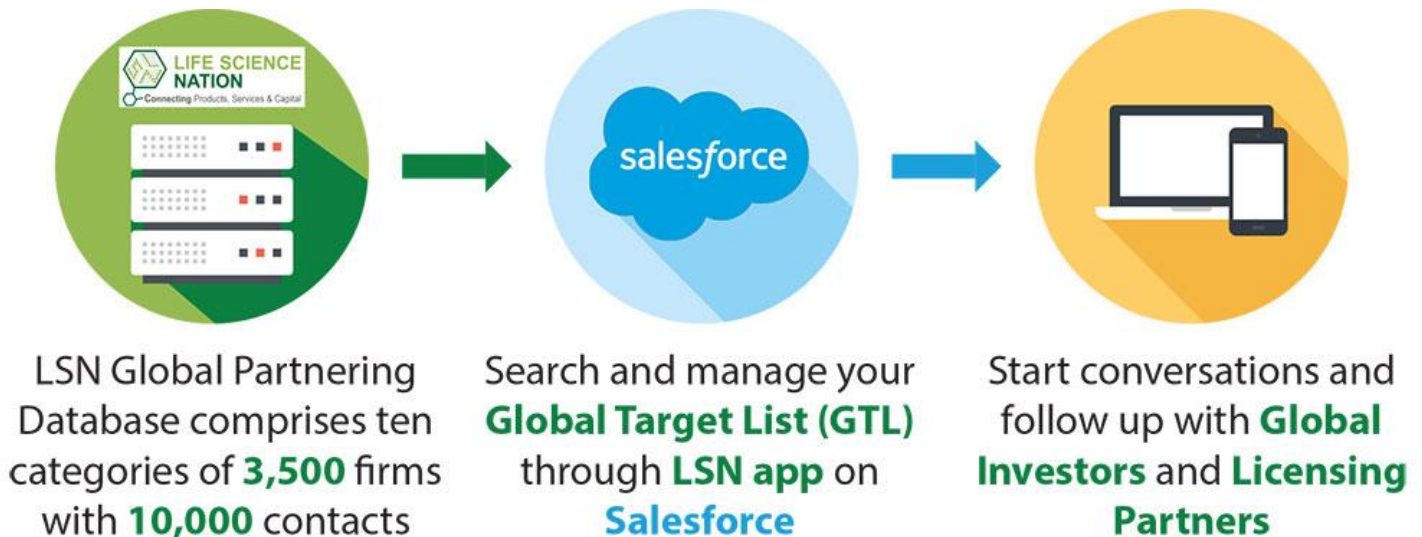 LIFE SCIENCE
NATION
Connecting Products, Services & Capital
salesforce
LSN Global Partnering
Database comprises ten
categories of 3,500 firms
with 10,000 contacts
Search and manage your
Global Target List (GTL)
through LSN app on
Salesforce
Start conversations and
follow up with Global
Investors and Licensing
Partners